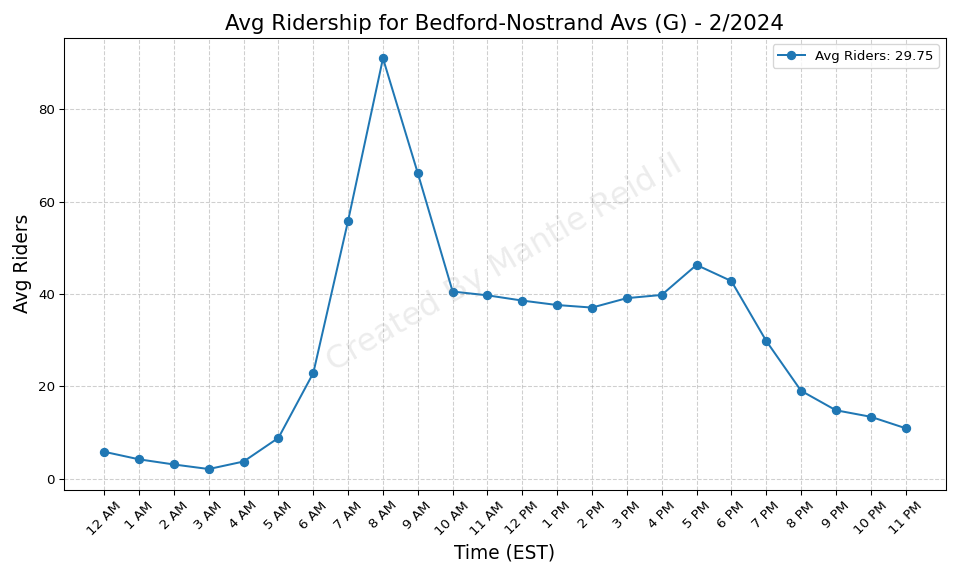 Avg Ridership for Bedford-Nostrand Avs (G) - 2/2024
Avg Riders: 29.75
80
60
40
20
0
Avg Riders
Created By Mantie Reid II
12 AM
1 AM
2 AM
3 AM
4 AM
5 AM
6 AM
7 AM
8 AM
9 AM
10 AM
11 AM
12 PM
1 PM
2 PM
3 PM
4 PM
5 PM
6 PM
7 PM
8 PM
9 PM
10 PM
11 PM
Time (EST)